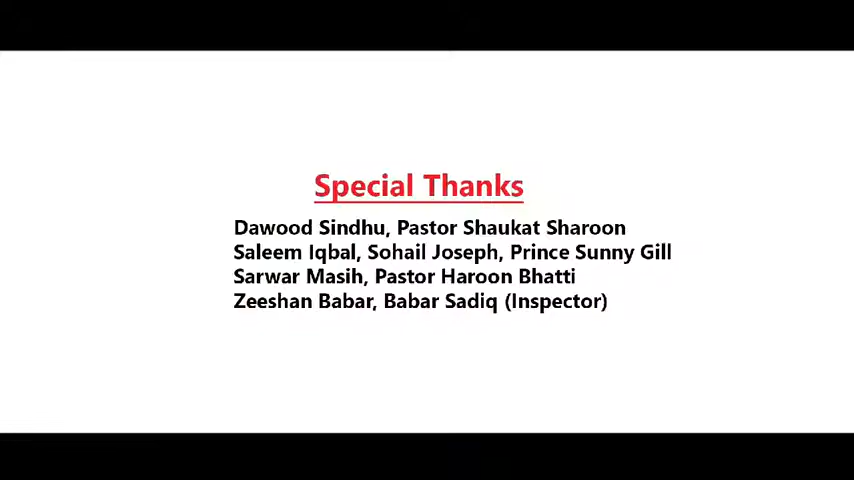 Special Thanks
Dawood Sindhu, Pastor Shaukat Sharoon
Saleem Iqbal, Sohail Joseph, Prince Sunny Gill
Sarwar Masih, Pastor Haroon Bhatti
Zeeshan Babar, Babar Sadiq (Inspector)